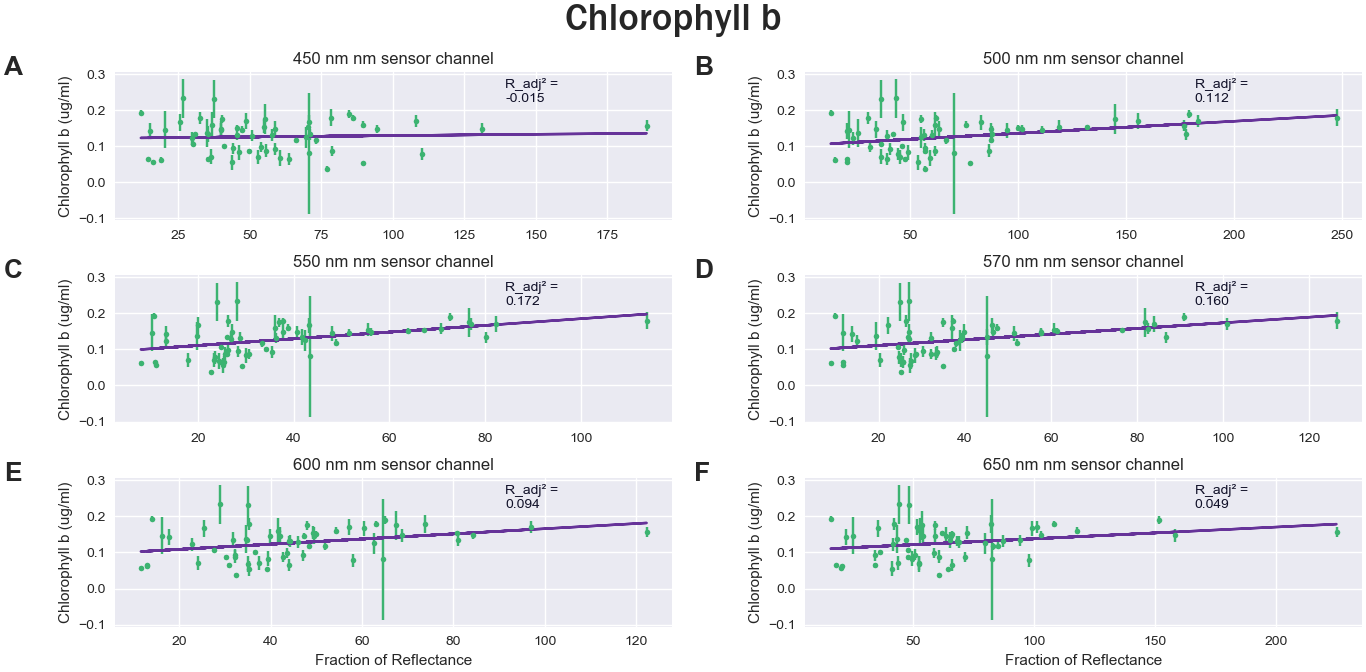 Chlorophyll b
A
450 nm nm sensor channel
R_adj² =
-0.015
Chlorophyll b (ug/ml)
0.3
0.2
0.1
0.0
−0.1
25 50 75 100 125 150 175
B
500 nm nm sensor channel
R_adj² =
0.112
Chlorophyll b (ug/ml)
0.3
0.2
0.1
0.0
−0.1
50 100 150 200 250
C
550 nm nm sensor channel
R_adj² =
0.172
Chlorophyll b (ug/ml)
0.3
0.2
0.1
0.0
−0.1
20 40 60 80 100
D
570 nm nm sensor channel
R_adj² =
0.160
Chlorophyll b (ug/ml)
0.3
0.2
0.1
0.0
−0.1
20 40 60 80 100 120
E
600 nm nm sensor channel
R_adj² =
0.094
Chlorophyll b (ug/ml)
0.3
0.2
0.1
0.0
−0.1
20 40 60 80 100 120
Fraction of Reflectance
F
650 nm nm sensor channel
R_adj² =
0.049
Chlorophyll b (ug/ml)
0.3
0.2
0.1
0.0
−0.1
50 100 150 200
Fraction of Reflectance